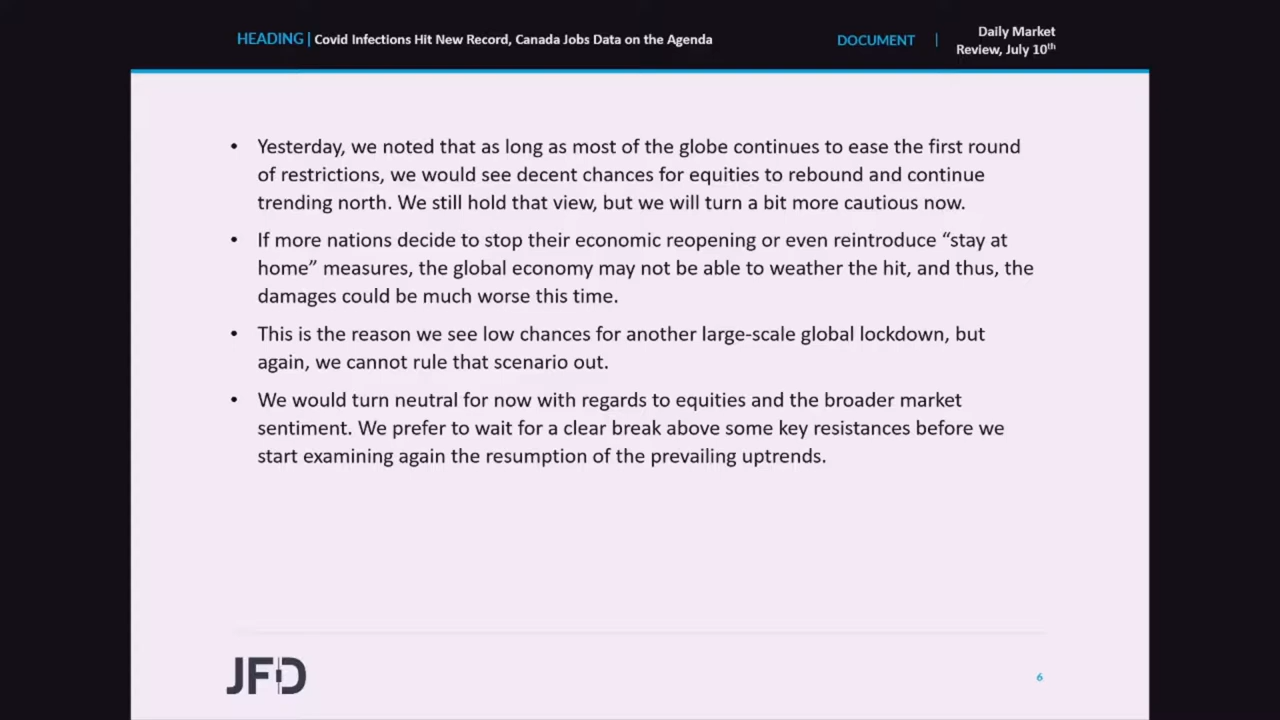 HEADING | Covid Infections Hit New Record, Canada Jobs Data on the Agenda
DOCUMENT | Daily Market
Review, July 10th
• Yesterday, we noted that as long as most of the globe continues to ease the first round
of restrictions, we would see decent chances for equities to rebound and continue
trending north. We still hold that view, but we will turn a bit more cautious now.
• If more nations decide to stop their economic reopening or even reintroduce “stay at
home” measures, the global economy may not be able to weather the hit, and thus, the
damages could be much worse this time.
• This is the reason we see low chances for another large-scale global lockdown, but
again, we cannot rule that scenario out.
• We would turn neutral for now with regards to equities and the broader market
sentiment. We prefer to wait for a clear break above some key resistances before we
start examining again the resumption of the prevailing uptrends.
JFD
6